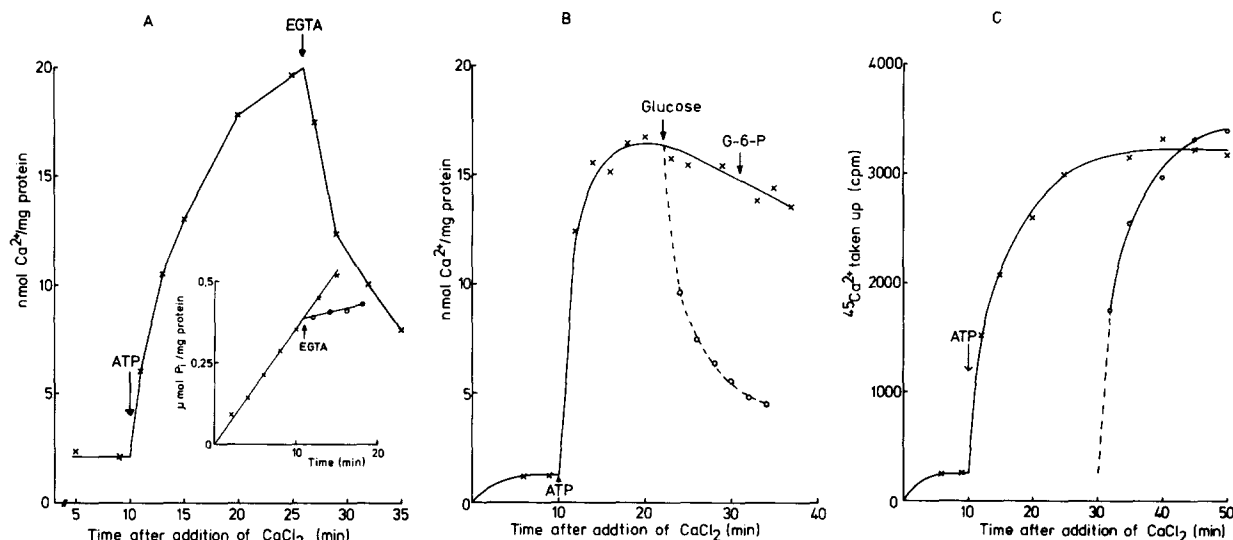 A
EGTA
nmol Ca2+/mg protein
20
15
10
5
0
ATP
5 10 15 20 25 30 35
Time after addition of CaCl2 (min)
0,5
0,25
0
μmol Pi/mg protein
EGTA
10 20
Time (min)
B
nmol Ca2+/mg protein
20
15
10
5
0
Glucose
G-6-P
ATP
0 10 20 30 40
Time after addtion of CaCl2 (min)
C
45Ca2+ taken up (cpm)
4000
3000
2000
1000
0
ATP
10 20 30 40 50
Time after addition of CaCl2 (min)